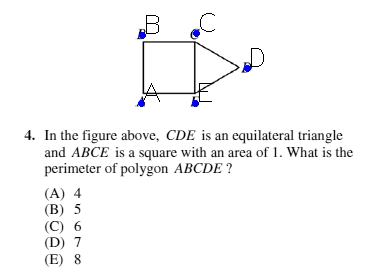 B
C
D
A
E
4. In the figure above, CDE is an equilateral triangle
and ABCE is a square with an area of 1. What is the
perimeter of polygon ABCDE ?
(A) 4
(B) 5
(C) 6
(D) 7
(E) 8